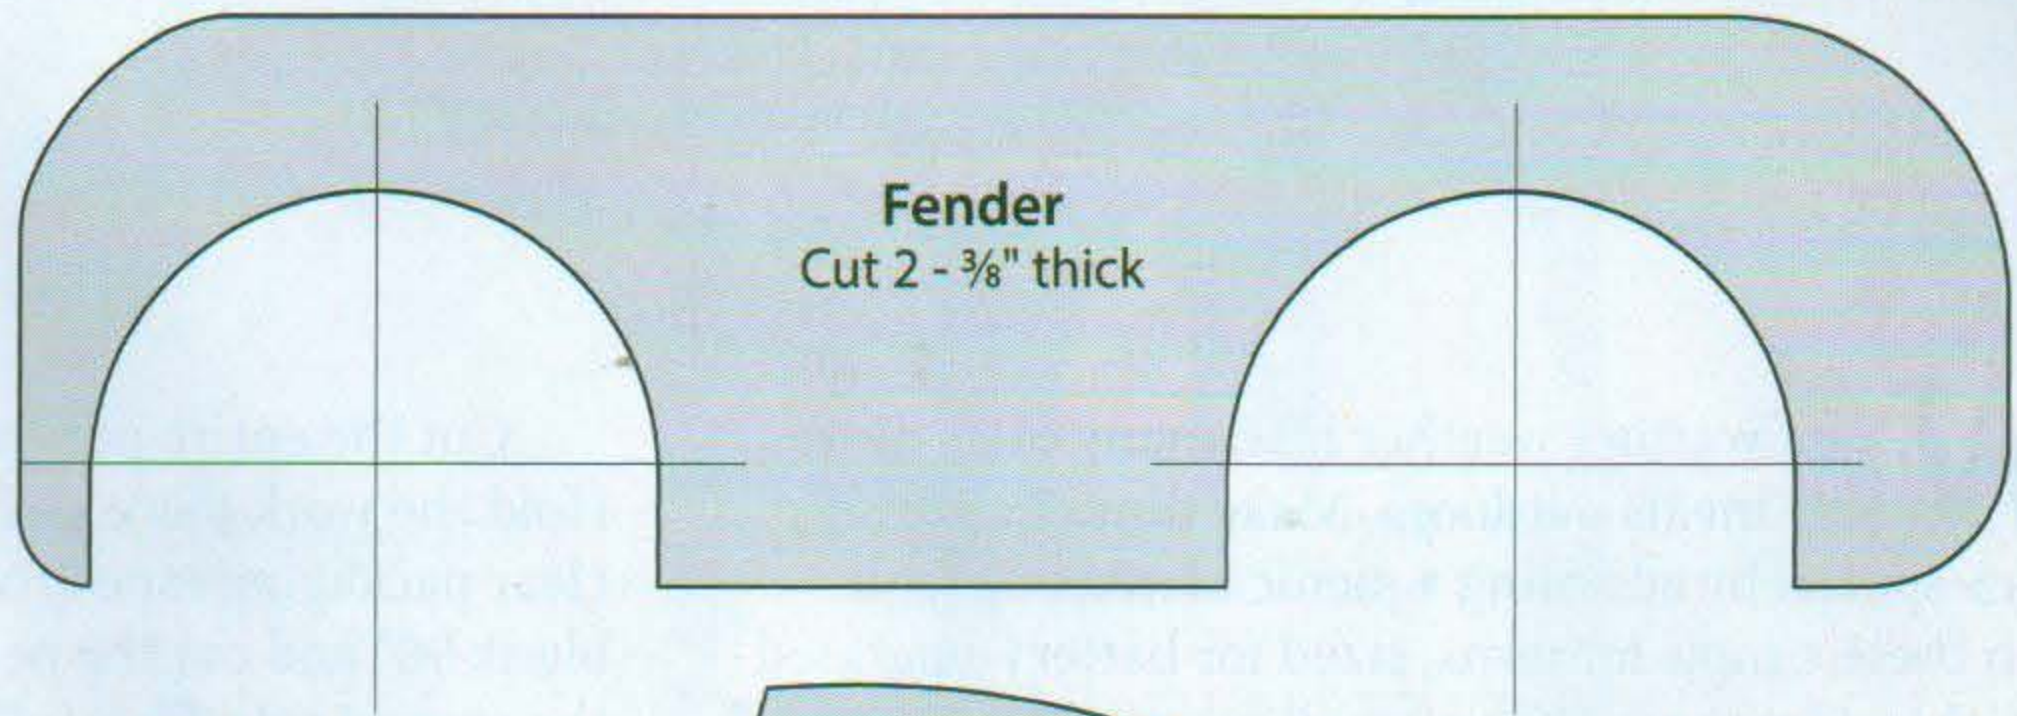 Fender
Cut 2 - ⅜" thick